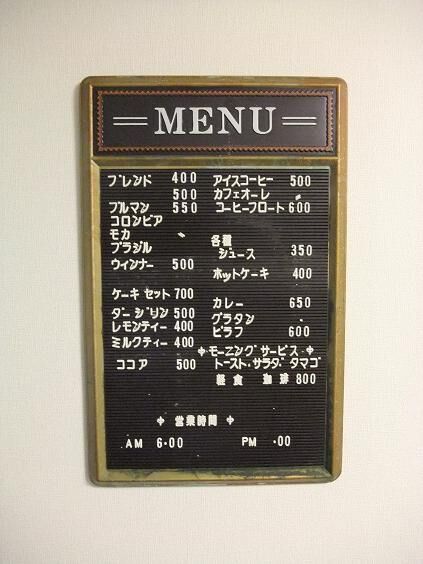 MENU
ブレンド 400
500
ブルマン 550
コロンビア
モカ
ブラジル
ウィンナー 500
ケーキセット 700
ダージリン 500
レモンティー 400
ミルクティー 400
ココア 500
アイスコーヒー 500
カフェオーレ
コーヒーフロート 600
各種
ジュース 350
ホットケーキ 400
カレー 650
グラタン
ピラフ 600
モーニングサービス
トースト・サラダ タマゴ
軽食 珈琲 800
営業時間
AM 6·00 PM ·00